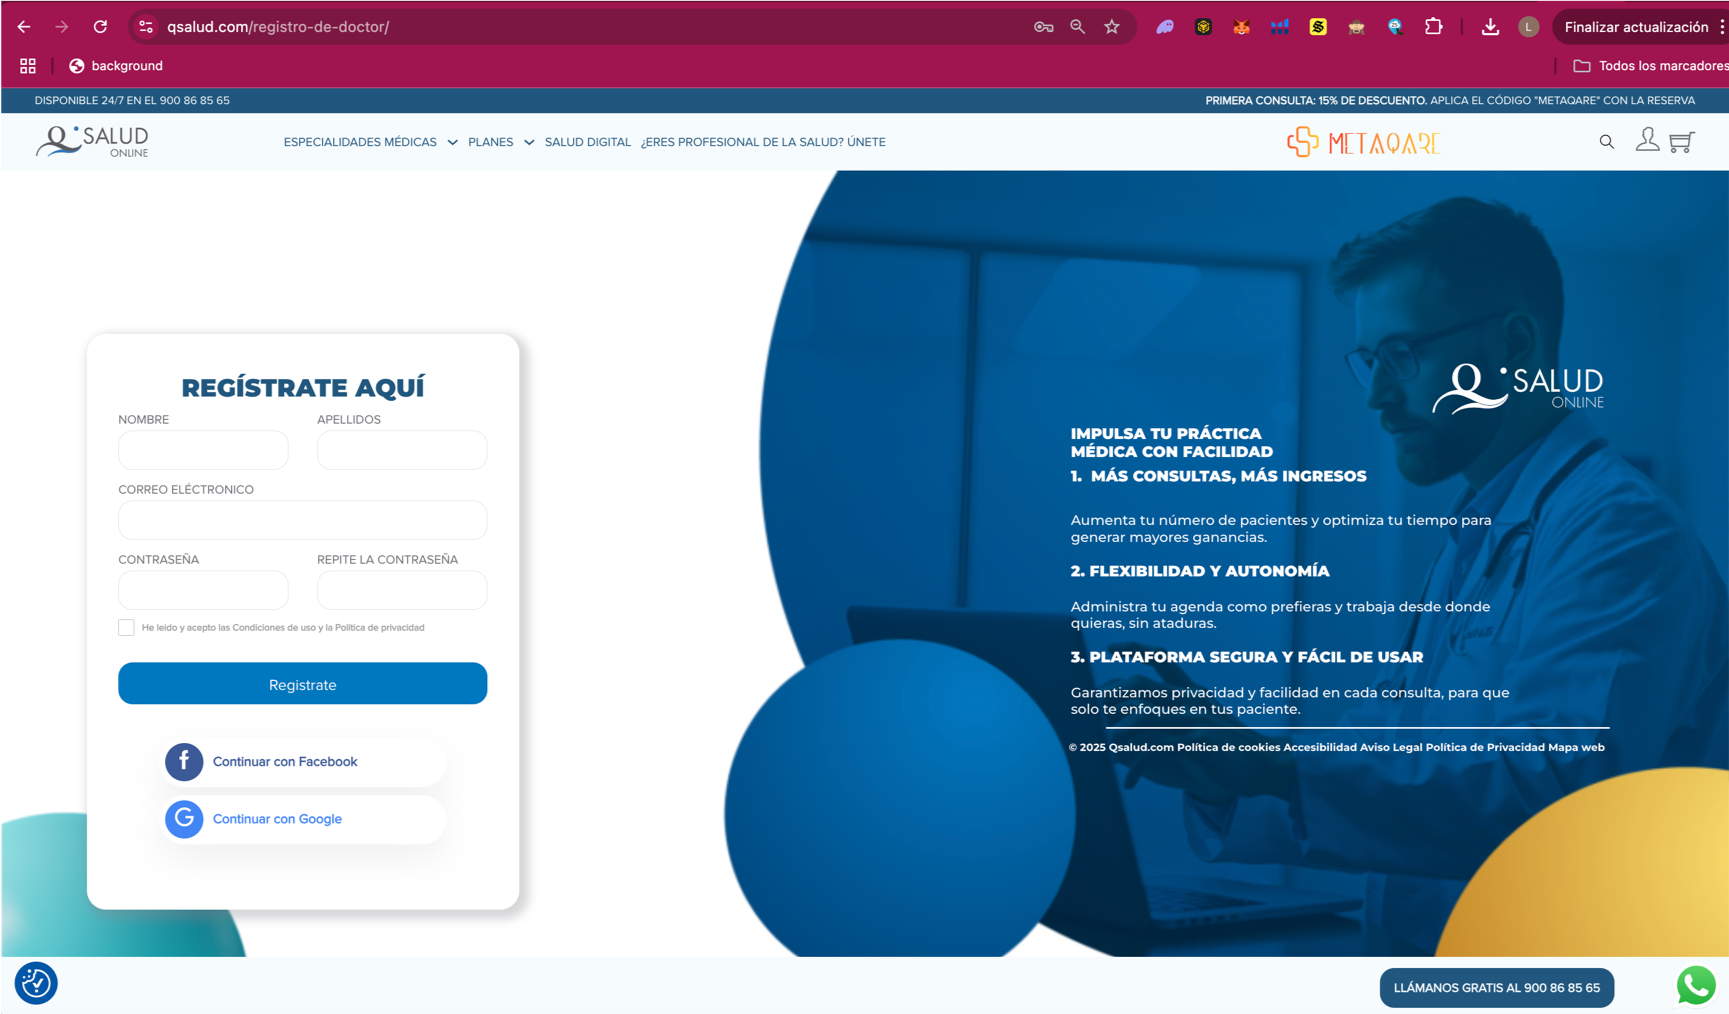 qsalud.com/registro-de-doctor/
L
Finalizar actualización
background
Todos los marcadores
DISPONIBLE 24/7 EN EL 900 86 85 65
PRIMERA CONSULTA: 15% DE DESCUENTO. APLICA EL CÓDIGO "METAQARE" CON LA RESERVA
Q SALUD
ONLINE
ESPECIALIDADES MÉDICAS
PLANES
SALUD DIGITAL
¿ERES PROFESIONAL DE LA SALUD? ÚNETE
METAQARE
REGÍSTRATE AQUÍ
NOMBRE
APELLIDOS
CORREO ELÉCTRONICO
CONTRASEÑA
REPITE LA CONTRASEÑA
He leido y acepto las Condiciones de uso y la Politica de privacidad
Registrate
f Continuar con Facebook
G Continuar con Google
Q SALUD
ONLINE
IMPULSA TU PRÁCTICA
MÉDICA CON FACILIDAD
1. MÁS CONSULTAS, MÁS INGRESOS
Aumenta tu número de pacientes y optimiza tu tiempo para
generar mayores ganancias.
2. FLEXIBILIDAD Y AUTONOMÍA
Administra tu agenda como prefieras y trabaja desde donde
quieras, sin ataduras.
3. PLATAFORMA SEGURA Y FÁCIL DE USAR
Garantizamos privacidad y facilidad en cada consulta, para que
solo te enfoques en tus paciente.
© 2025 Qsalud.com Política de cookies Accesibilidad Aviso Legal Política de Privacidad Mapa web
LLÁMANOS GRATIS AL 900 86 85 65